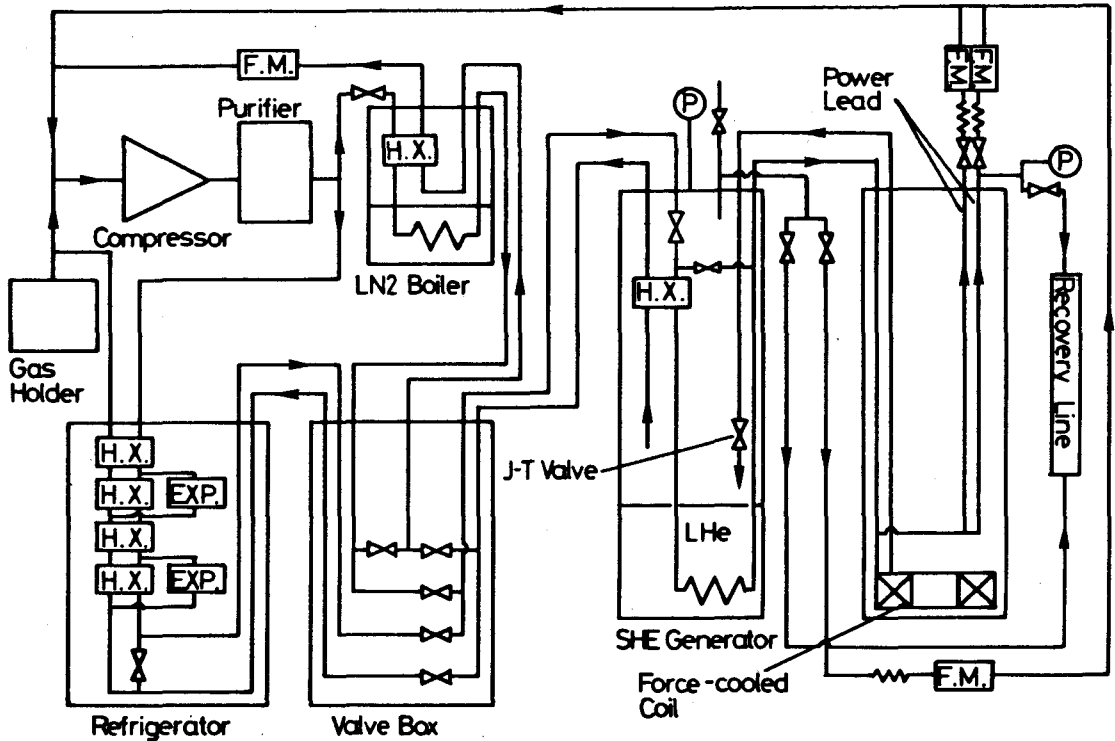 F.M.
F.M
F.M
Power
Lead
Purifier
P
P
H.X.
Compressor
LN2 Boiler
H.X.
Gas
Holder
Recovery Line
H.X.
H.X.
EXP.
J-T Valve
H.X.
LHe
H.X.
EXP.
SHE Generator
Force-cooled
Coil
F.M.
Refrigerator
Valve Box